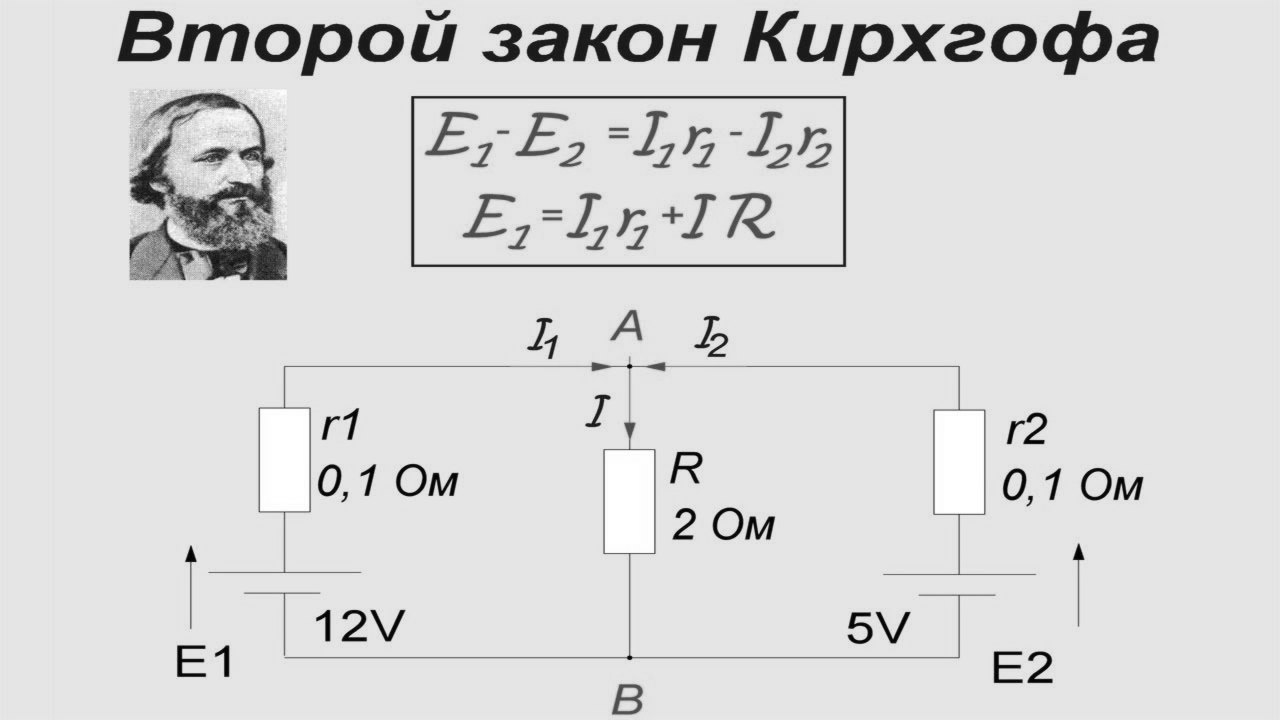 Второй закон Кирхгофа
E₁-E₂=I₁r₁-I₂r₂
E₁=I₁r₁+IR
I₁
A
I₂
I
r1
0,1 Ом
R
2 Ом
r2
0,1 Ом
12V
E1
5V
E2
B